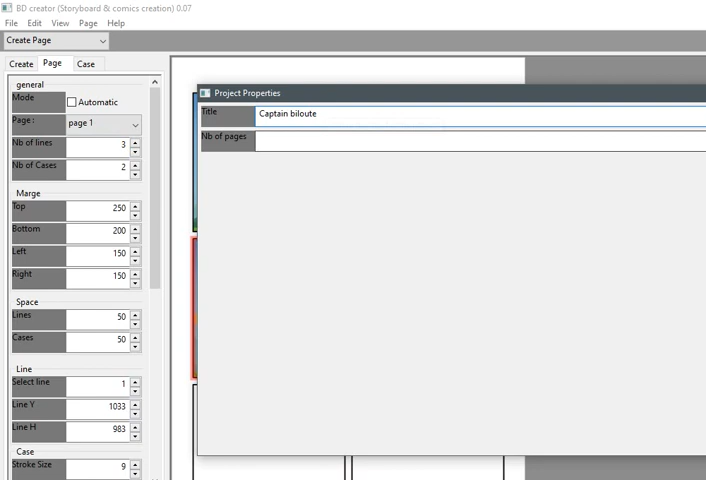 BD creator (Storyboard & comics creation) 0.07
File Edit View Page Help
Create Page
Create Page Case
general
Mode Automatic
Page : page 1
Nb of lines 3
Nb of Cases 2
Marge
Top 250
Bottom 200
Left 150
Right 150
Space
Lines 50
Cases 50
Line
Select line 1
Line Y 1033
Line H 983
Case
Stroke Size 9
Project Properties
Title Captain biloute
Nb of pages